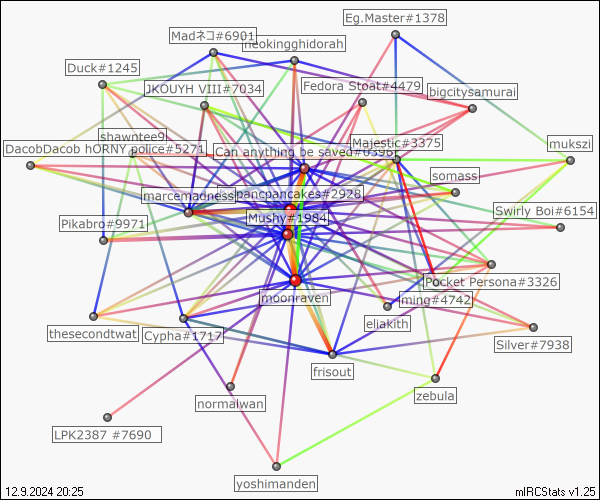 Eg.Master#1378
Madネコ#6901
neokingghidorah
Duck#1245
JKOUYH VIII#7034
Fedora Stoat#4479
bigcitysamurai
shawntee9
Majestic#3375
mukszi
DacobDacob hORNY police#5271
Can anything be saved#0396
somass
marcemadness
pancpancakes#2928
Swirly Boi#6154
Mushy#1984
Pikabro#9971
Pocket Persona#3326
moonraven
ming#4742
eliakith
thesecondtwat
Cypha#1717
Silver#7938
frisout
zebula
normalwan
LPK2387 #7690
yoshimanden
12.9.2024 20:25
mIRCStats v1.25